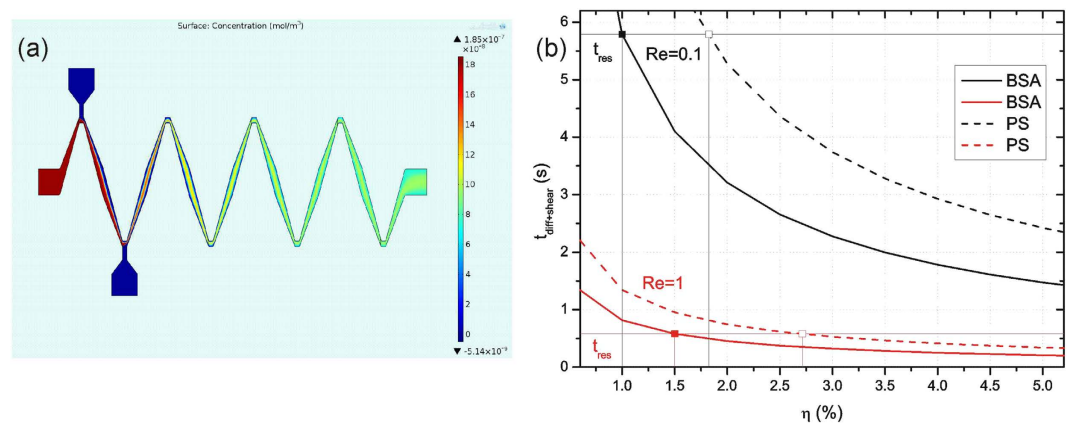 Surface: Concentration (mol/m³)
(a)
▲ 1.85×10⁻⁷
×10⁻⁸
18
16
14
12
10
8
6
4
2
0
▼ -5.14×10⁻⁹
(b)
6
5
4
3
2
1
0
t_diff+shear (s)
t_res
Re=0.1
Re=1
t_res
BSA
BSA
PS
PS
1.0 1.5 2.0 2.5 3.0 3.5 4.0 4.5 5.0
η (%)